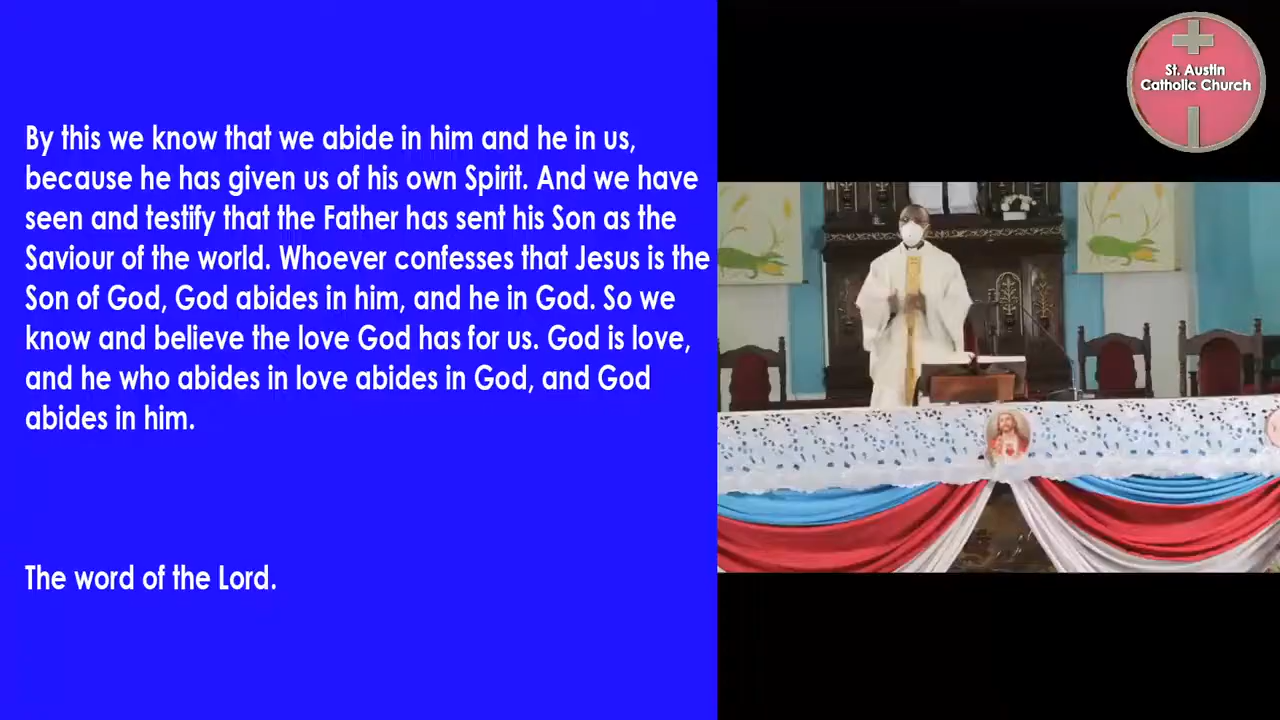 By this we know that we abide in him and he in us,
because he has given us of his own Spirit. And we have
seen and testify that the Father has sent his Son as the
Saviour of the world. Whoever confesses that Jesus is the
Son of God, God abides in him, and he in God. So we
know and believe the love God has for us. God is love,
and he who abides in love abides in God, and God
abides in him.
The word of the Lord.
St. Austin
Catholic Church